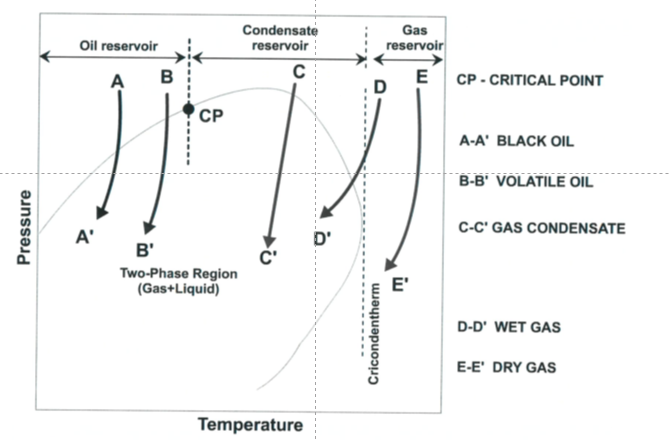 Oil reservoir
Condensate
reservoir
Gas
reservoir
A
B
C
D
E
CP
A'
B'
C'
D'
E'
Two-Phase Region
(Gas+Liquid)
Cricondentherm
Pressure
Temperature
CP - CRITICAL POINT
A-A' BLACK OIL
B-B' VOLATILE OIL
C-C' GAS CONDENSATE
D-D' WET GAS
E-E' DRY GAS